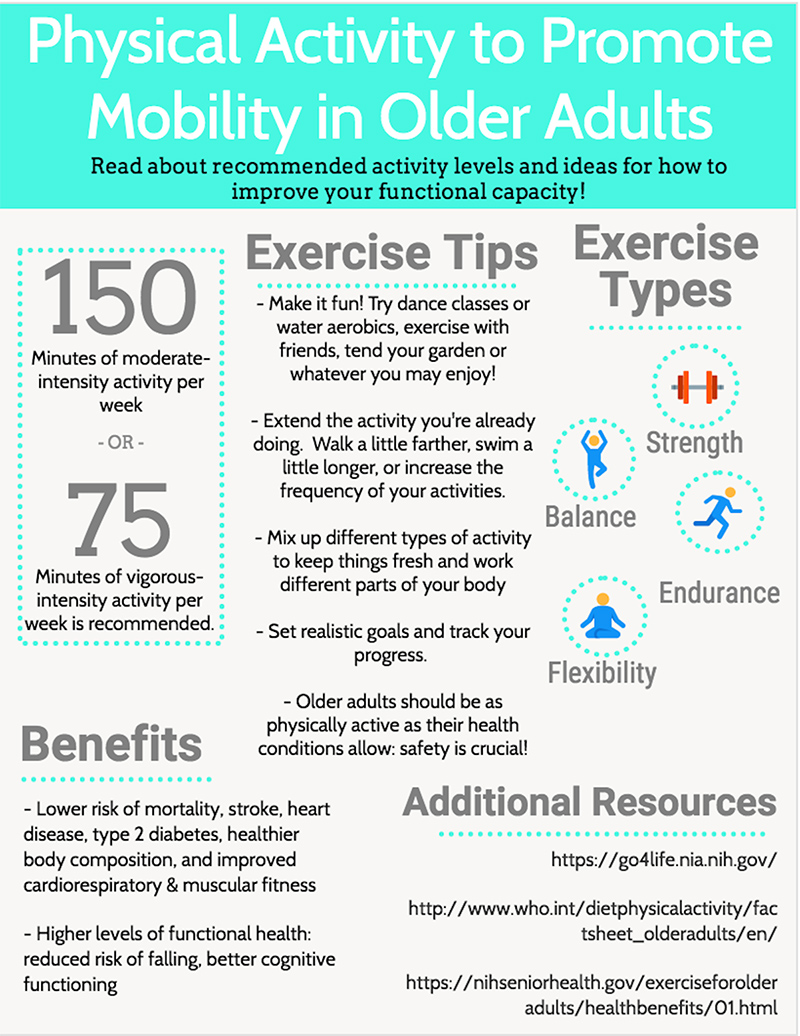 Physical Activity to Promote
Mobility in Older Adults
Read about recommended activity levels and ideas for how to
improve your functional capacity!
150
Minutes of moderate-
intensity activity per
week
- OR -
75
Minutes of vigorous-
intensity activity per
week is recommended.
Exercise Tips
- Make it fun! Try dance classes or
water aerobics, exercise with
friends, tend your garden or
whatever you may enjoy!
- Extend the activity you're already
doing. Walk a little farther, swim a
little longer, or increase the
frequency of your activities.
- Mix up different types of activity
to keep things fresh and work
different parts of your body
- Set realistic goals and track your
progress.
- Older adults should be as
physically active as their health
conditions allow: safety is crucial!
Exercise
Types
Strength
Balance
Endurance
Flexibility
Benefits
- Lower risk of mortality, stroke, heart
disease, type 2 diabetes, healthier
body composition, and improved
cardiorespiratory & muscular fitness
- Higher levels of functional health:
reduced risk of falling, better cognitive
functioning
Additional Resources
https://go4life.nia.nih.gov/
http://www.who.int/dietphysicalactivity/fac
tsheet_olderadults/en/
https://nihseniorhealth.gov/exerciseforolder
adults/healthbenefits/01.html